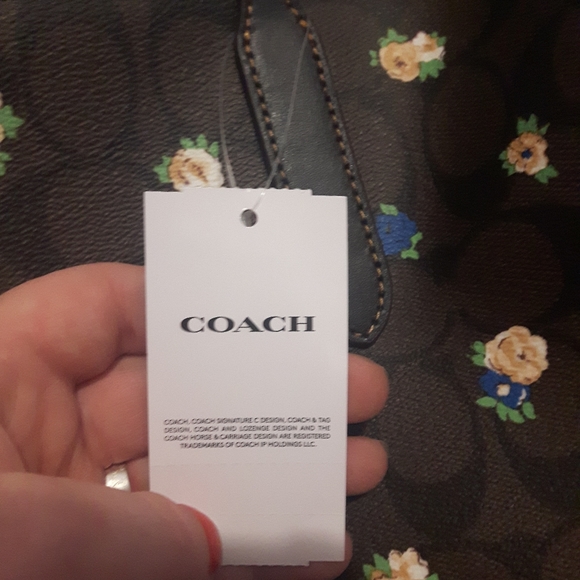 COACH
COACH, COACH SIGNATURE C DESIGN, COACH & TAG
DESIGN, COACH AND LOZENGE DESIGN AND THE
COACH HORSE & CARRIAGE DESIGN ARE REGISTERED
TRADEMARKS OF COACH IP HOLDINGS LLC.